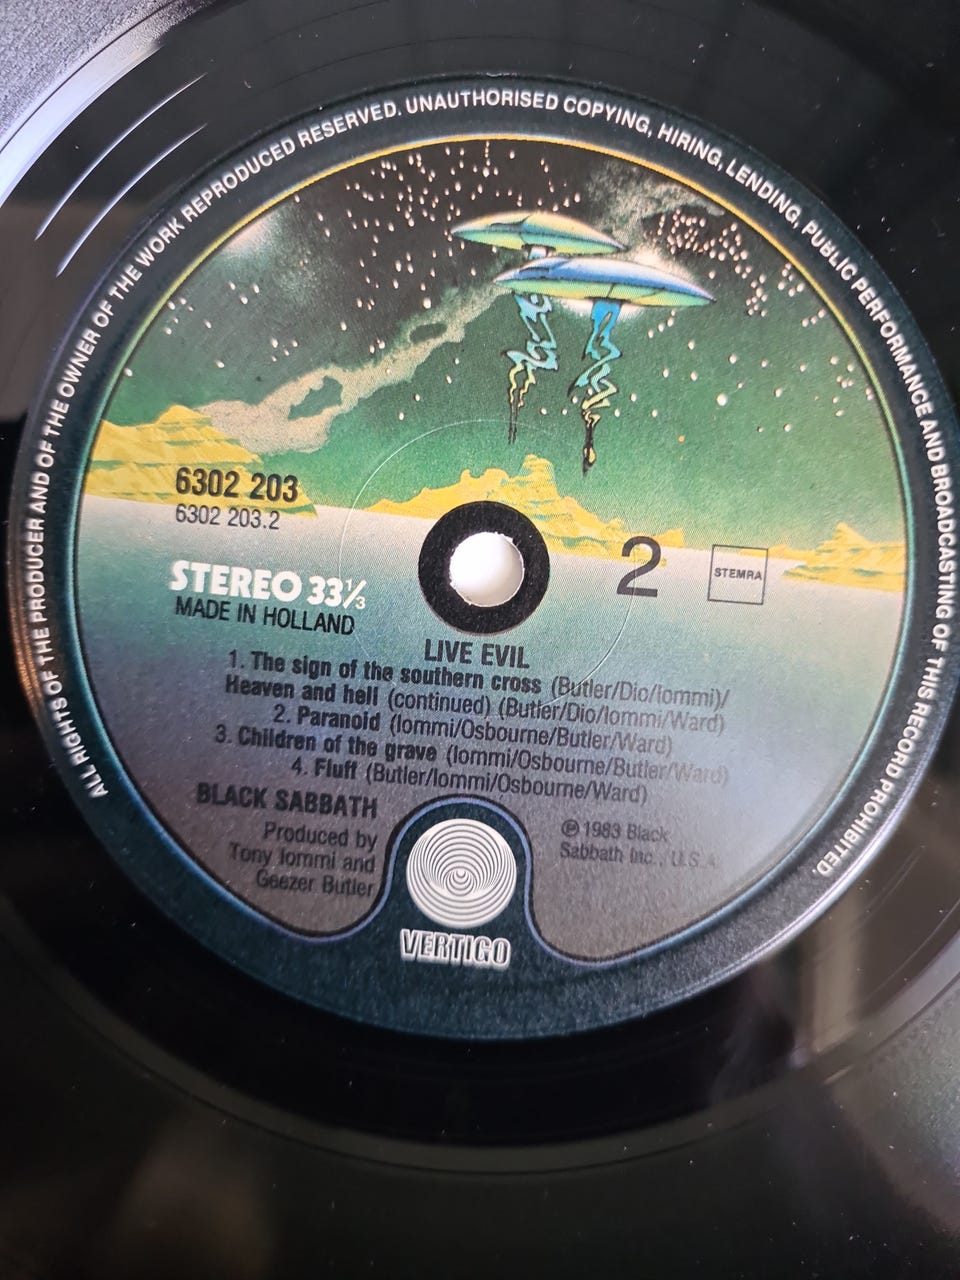 ALL RIGHTS OF THE PRODUCER AND OF THE OWNER OF THE WORK REPRODUCED RESERVED. UNAUTHORISED COPYING, HIRING, LENDING, PUBLIC PERFORMANCE AND BROADCASTING OF THIS RECORD PROHIBITED.
6302 203
6302 203.2
STEREO 33⅓
MADE IN HOLLAND
2
STEMRA
LIVE EVIL
1. The sign of the southern cross (Butler/Dio/Iommi)/
Heaven and hell (continued) (Butler/Dio/Iommi/Ward)
2. Paranoid (Iommi/Osbourne/Butler/Ward)
3. Children of the grave (Iommi/Osbourne/Butler/Ward)
4. Fluff (Butler/Iommi/Osbourne/Ward)
BLACK SABBATH
Produced by
Tony Iommi and
Geezer Butler
℗ 1983 Black
Sabbath Inc., U.S.A.
VERTIGO